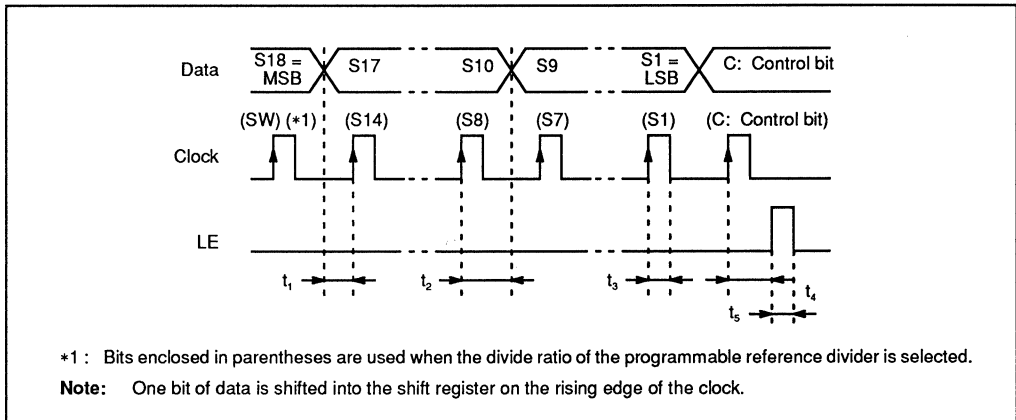 Data
S18 =
MSB
S17
S10
S9
S1 =
LSB
C: Control bit
(SW) (*1)
(S14)
(S8)
(S7)
(S1)
(C: Control bit)
Clock
LE
t₁
t₂
t₃
t₄
t₅
*1 : Bits enclosed in parentheses are used when the divide ratio of the programmable reference divider is selected.
Note: One bit of data is shifted into the shift register on the rising edge of the clock.